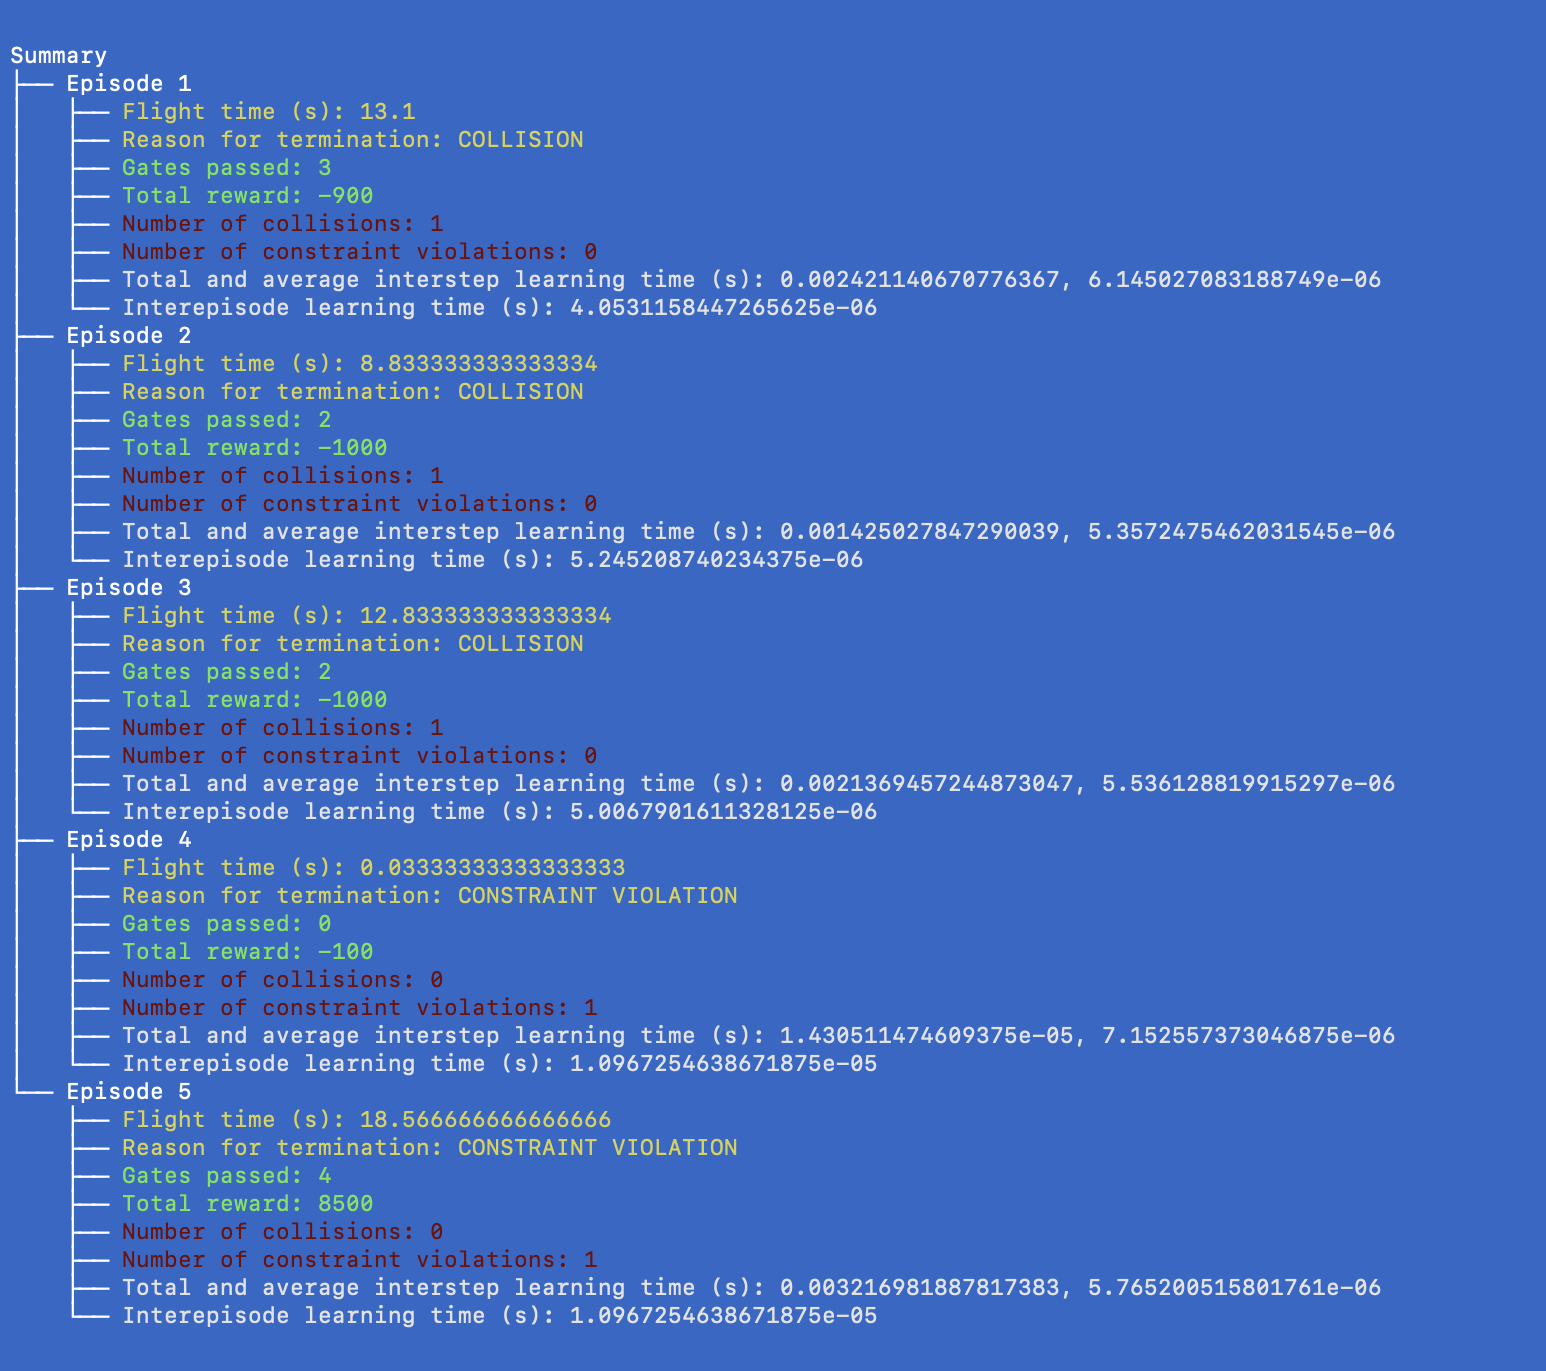 Summary
├── Episode 1
│   ├── Flight time (s): 13.1
│   ├── Reason for termination: COLLISION
│   ├── Gates passed: 3
│   ├── Total reward: -900
│   ├── Number of collisions: 1
│   ├── Number of constraint violations: 0
│   ├── Total and average interstep learning time (s): 0.002421140670776367, 6.145027083188749e-06
│   └── Interepisode learning time (s): 4.0531158447265625e-06
├── Episode 2
│   ├── Flight time (s): 8.833333333333334
│   ├── Reason for termination: COLLISION
│   ├── Gates passed: 2
│   ├── Total reward: -1000
│   ├── Number of collisions: 1
│   ├── Number of constraint violations: 0
│   ├── Total and average interstep learning time (s): 0.001425027847290039, 5.3572475462031545e-06
│   └── Interepisode learning time (s): 5.245208740234375e-06
├── Episode 3
│   ├── Flight time (s): 12.833333333333334
│   ├── Reason for termination: COLLISION
│   ├── Gates passed: 2
│   ├── Total reward: -1000
│   ├── Number of collisions: 1
│   ├── Number of constraint violations: 0
│   ├── Total and average interstep learning time (s): 0.0021369457244873047, 5.536128819915297e-06
│   └── Interepisode learning time (s): 5.0067901611328125e-06
├── Episode 4
│   ├── Flight time (s): 0.03333333333333333
│   ├── Reason for termination: CONSTRAINT VIOLATION
│   ├── Gates passed: 0
│   ├── Total reward: -100
│   ├── Number of collisions: 0
│   ├── Number of constraint violations: 1
│   ├── Total and average interstep learning time (s): 1.430511474609375e-05, 7.152557373046875e-06
│   └── Interepisode learning time (s): 1.0967254638671875e-05
└── Episode 5
    ├── Flight time (s): 18.566666666666666
    ├── Reason for termination: CONSTRAINT VIOLATION
    ├── Gates passed: 4
    ├── Total reward: 8500
    ├── Number of collisions: 0
    ├── Number of constraint violations: 1
    ├── Total and average interstep learning time (s): 0.003216981887817383, 5.765200515801761e-06
    └── Interepisode learning time (s): 1.0967254638671875e-05